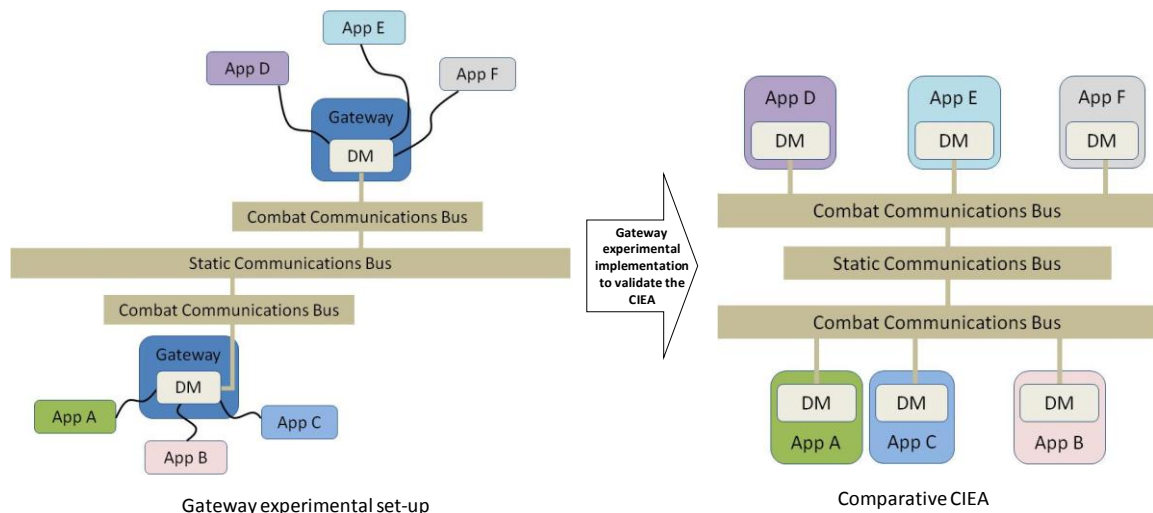 App E
App D
App F
Gateway
DM
Combat Communications Bus
Static Communications Bus
Combat Communications Bus
Gateway
DM
App A
App C
App B
Gateway experimental set-up
Gateway
experimental
implementation
to validate the
CIEA
App D
App E
App F
DM
DM
DM
Combat Communications Bus
Static Communications Bus
Combat Communications Bus
DM
DM
DM
App A
App C
App B
Comparative CIEA